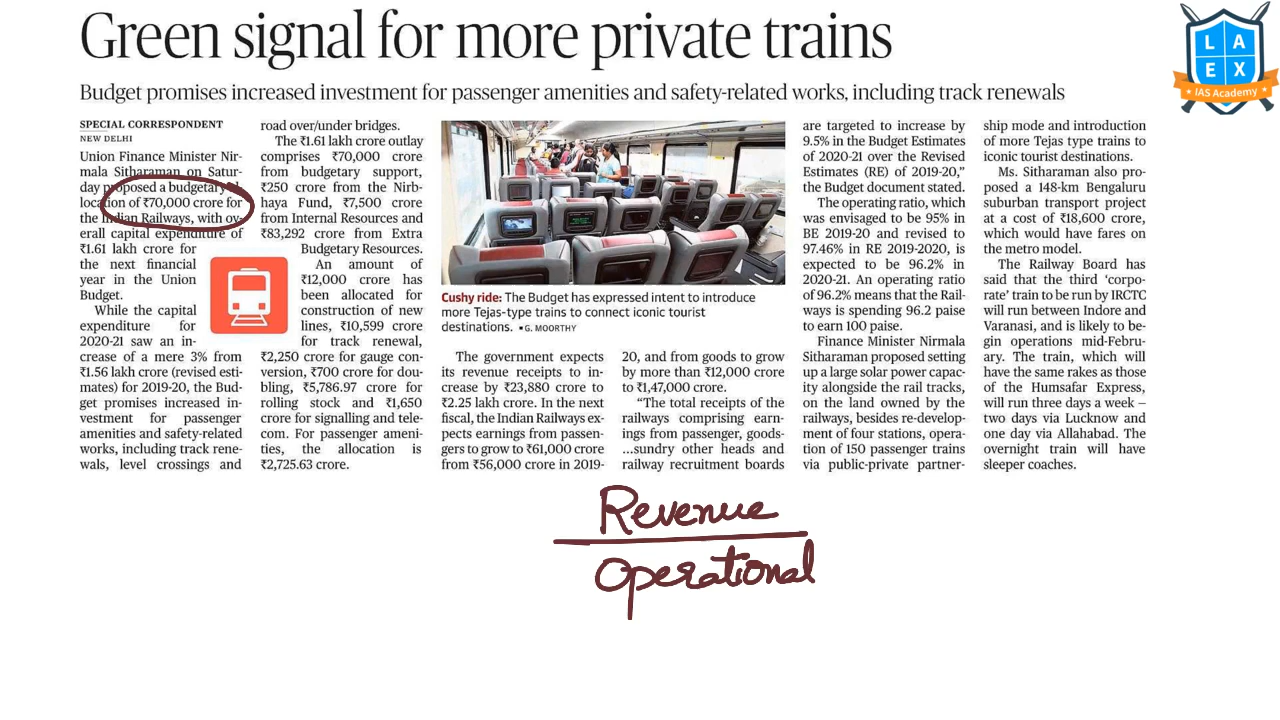 Green signal for more private trains
Budget promises increased investment for passenger amenities and safety-related works, including track renewals
L A
E X
IAS Academy
SPECIAL CORRESPONDENT
NEW DELHI
Union Finance Minister Nir-
mala Sitharaman on Satur-
day proposed a budgetary al-
location of ₹70,000 crore for
the Indian Railways, with ov-
erall capital expenditure of
₹1.61 lakh crore for
the next financial
year in the Union
Budget.
While the capital
expenditure for
2020-21 saw an in-
crease of a mere 3% from
₹1.56 lakh crore (revised esti-
mates) for 2019-20, the Bud-
get promises increased in-
vestment for passenger
amenities and safety-related
works, including track rene-
wals, level crossings and
road over/under bridges.
The ₹1.61 lakh crore outlay
comprises ₹70,000 crore
from budgetary support,
₹250 crore from the Nirb-
haya Fund, ₹7,500 crore
from Internal Resources and
₹83,292 crore from Extra
Budgetary Resources.
An amount of
₹12,000 crore has
been allocated for
construction of new
lines, ₹10,599 crore
for track renewal,
₹2,250 crore for gauge con-
version, ₹700 crore for dou-
bling, ₹5,786.97 crore for
rolling stock and ₹1,650
crore for signalling and tele-
com. For passenger ameni-
ties, the allocation is
₹2,725.63 crore.
Cushy ride: The Budget has expressed intent to introduce
more Tejas-type trains to connect iconic tourist
destinations. ▪ G. MOORTHY
The government expects
its revenue receipts to in-
crease by ₹23,880 crore to
₹2.25 lakh crore. In the next
fiscal, the Indian Railways ex-
pects earnings from passen-
gers to grow to ₹61,000 crore
from ₹56,000 crore in 2019-
20, and from goods to grow
by more than ₹12,000 crore
to ₹1,47,000 crore.
“The total receipts of the
railways comprising earn-
ings from passenger, goods-
...sundry other heads and
railway recruitment boards
are targeted to increase by
9.5% in the Budget Estimates
of 2020-21 over the Revised
Estimates (RE) of 2019-20,”
the Budget document stated.
The operating ratio, which
was envisaged to be 95% in
BE 2019-20 and revised to
97.46% in RE 2019-2020, is
expected to be 96.2% in
2020-21. An operating ratio
of 96.2% means that the Rail-
ways is spending 96.2 paise
to earn 100 paise.
Finance Minister Nirmala
Sitharaman proposed setting
up a large solar power capac-
ity alongside the rail tracks,
on the land owned by the
railways, besides re-develop-
ment of four stations, opera-
tion of 150 passenger trains
via public-private partner-
ship mode and introduction
of more Tejas type trains to
iconic tourist destinations.
Ms. Sitharaman also pro-
posed a 148-km Bengaluru
suburban transport project
at a cost of ₹18,600 crore,
which would have fares on
the metro model.
The Railway Board has
said that the third ‘corpo-
rate’ train to be run by IRCTC
will run between Indore and
Varanasi, and is likely to be-
gin operations mid-Febru-
ary. The train, which will
have the same rakes as those
of the Humsafar Express,
will run three days a week –
two days via Lucknow and
one day via Allahabad. The
overnight train will have
sleeper coaches.
Revenue
Operational